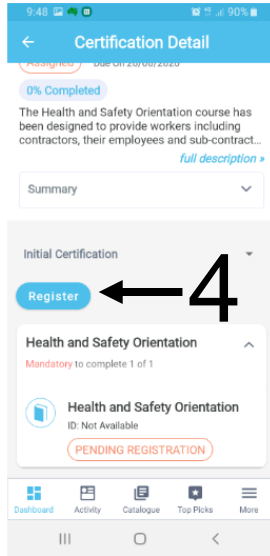 9:48 90%
Certification Detail
Assigned Due On 26/08/2020
0% Completed
The Health and Safety Orientation course has
been designed to provide workers including
contractors, their employees and sub-contract...
full description »
Summary
Initial Certification
Register
4
Health and Safety Orientation
Mandatory to complete 1 of 1
Health and Safety Orientation
ID: Not Available
PENDING REGISTRATION
Dashboard Activity Catalogue Top Picks More